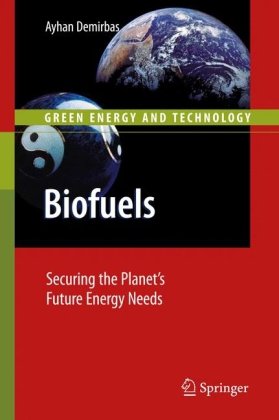 Ayhan Demirbas
GREEN ENERGY AND TECHNOLOGY
Biofuels
Securing the Planet's
Future Energy Needs
Springer